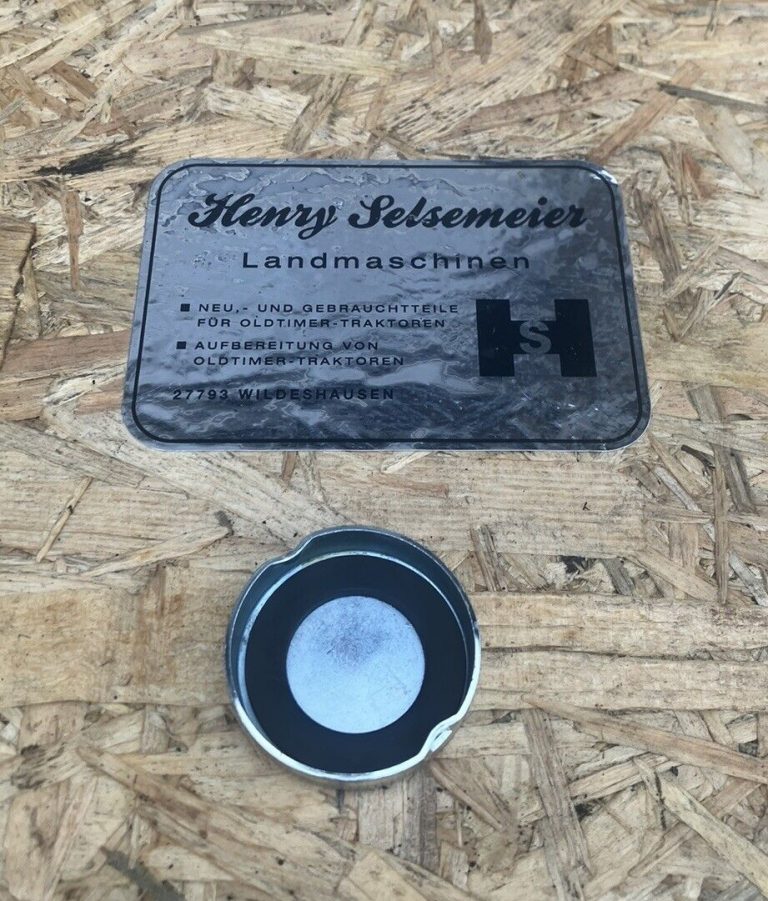 Henry Selsemeier
Landmaschinen
■ NEU,- UND GEBRAUCHTTEILE
FÜR OLDTIMER-TRAKTOREN
■ AUFBEREITUNG VON
OLDTIMER-TRAKTOREN
HS
27793 WILDESHAUSEN